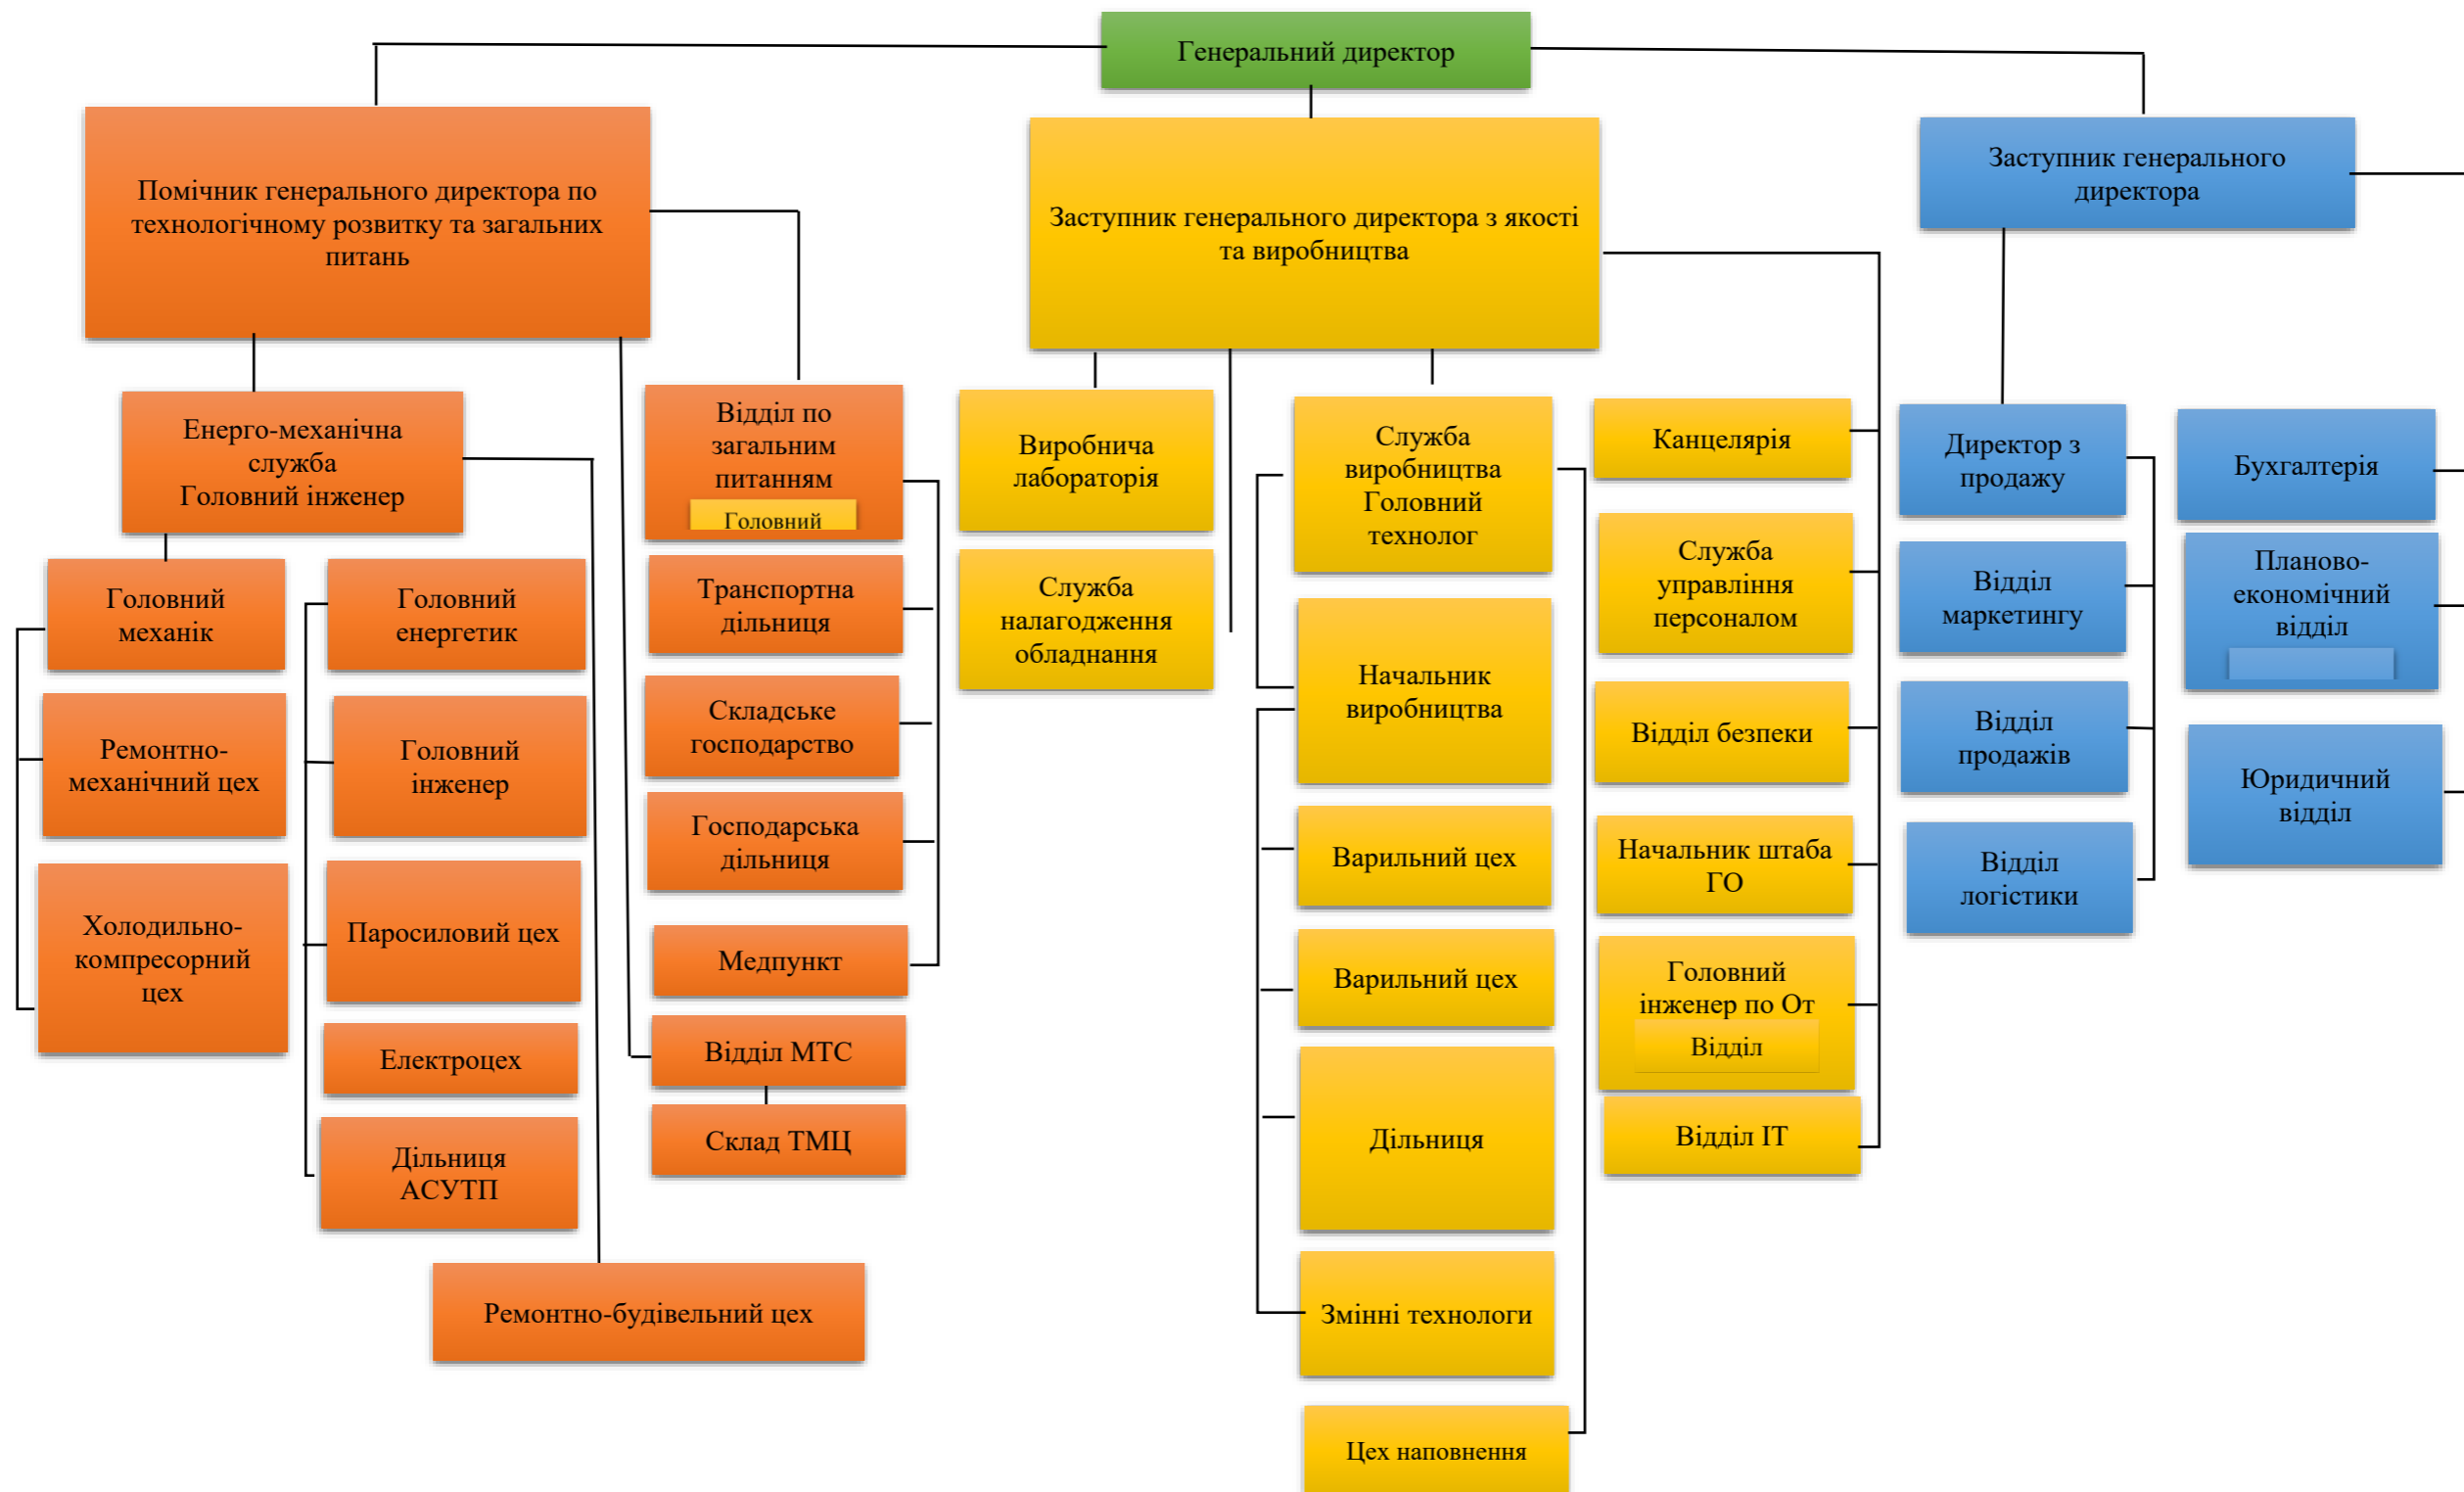 Генеральний директор
Помічник генерального директора по
технологічному розвитку та загальних
питань
Заступник генерального директора з якості
та виробництва
Заступник генерального
директора
Енерго-механічна
служба
Головний інженер
Головний
механік
Ремонтно-
механічний цех
Холодильно-
компресорний
цех
Головний
енергетик
Головний
інженер
Паросиловий цех
Електроцех
Дільниця
АСУТП
Ремонтно-будівельний цех
Відділ по
загальним
питанням
Головний
Транспортна
дільниця
Складське
господарство
Господарська
дільниця
Медпункт
Відділ МТС
Склад ТМЦ
Виробнича
лабораторія
Служба
налагодження
обладнання
Служба
виробництва
Головний
технолог
Начальник
виробництва
Варильний цех
Варильний цех
Дільниця
Змінні технологи
Цех наповнення
Канцелярія
Служба
управління
персоналом
Відділ безпеки
Начальник штаба
ГО
Головний
інженер по От
Відділ
Відділ ІТ
Директор з
продажу
Відділ
маркетингу
Відділ
продажів
Відділ
логістики
Бухгалтерія
Планово-
економічний
відділ
Юридичний
відділ